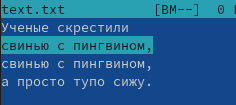 text.txt [BM--] 0
Ученые скрестили
свинью с пингвином,
свинью с пингвином,
а просто тупо сижу.